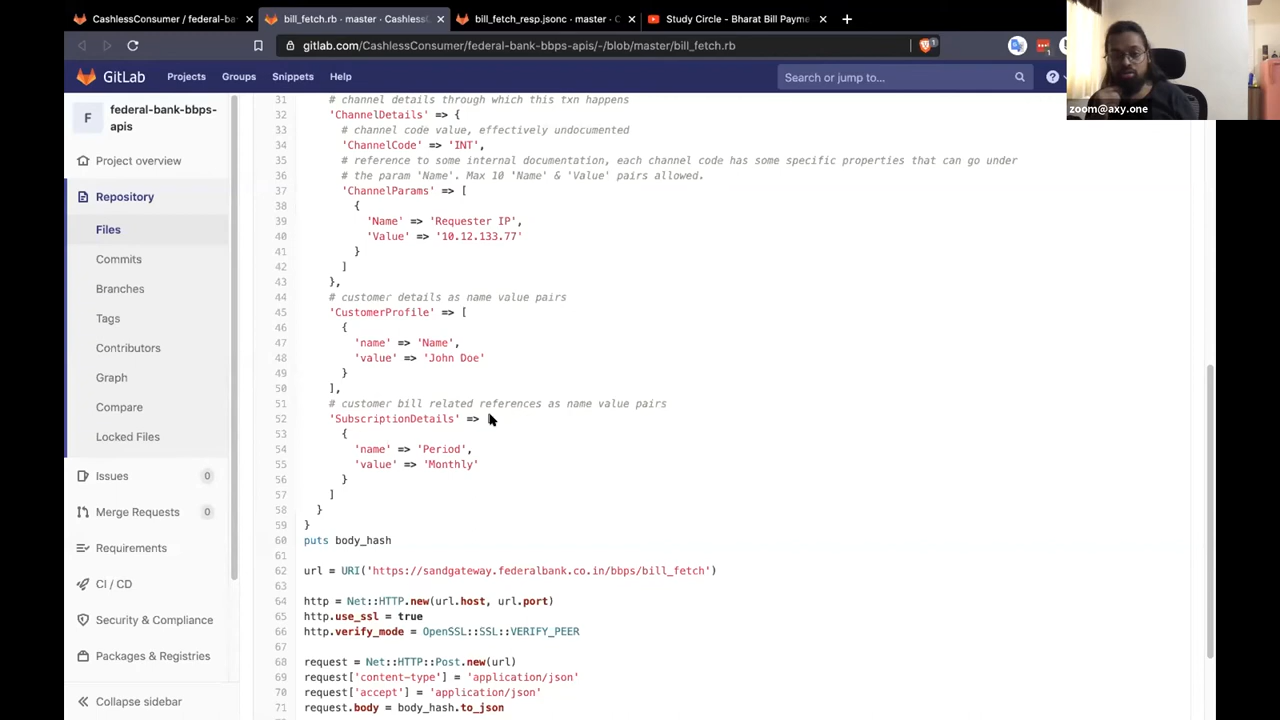 CashlessConsumer / federal-ba
bill_fetch.rb · master · Cashless
bill_fetch_resp.jsonc · master · C
Study Circle - Bharat Bill Payme
gitlab.com/CashlessConsumer/federal-bank-bbps-apis/-/blob/master/bill_fetch.rb
1
GitLab
Projects
Groups
Snippets
Help
Search or jump to...
zoom@axy.one
F
federal-bank-bbps-
apis
Project overview
Repository
Files
Commits
Branches
Tags
Contributors
Graph
Compare
Locked Files
Issues 0
Merge Requests 0
Requirements
CI / CD
Security & Compliance
Packages & Registries
Collapse sidebar
31 # channel details through which this txn happens
32 'ChannelDetails' => {
33 # channel code value, effectively undocumented
34 'ChannelCode' => 'INT',
35 # reference to some internal documentation, each channel code has some specific properties that can go under
36 # the param 'Name'. Max 10 'Name' & 'Value' pairs allowed.
37 'ChannelParams' => [
38 {
39 'Name' => 'Requester IP',
40 'Value' => '10.12.133.77'
41 }
42 ]
43 },
44 # customer details as name value pairs
45 'CustomerProfile' => [
46 {
47 'name' => 'Name',
48 'value' => 'John Doe'
49 }
50 ],
51 # customer bill related references as name value pairs
52 'SubscriptionDetails' => [
53 {
54 'name' => 'Period',
55 'value' => 'Monthly'
56 }
57 ]
58 }
59 }
60 puts body_hash
61
62 url = URI('https://sandgateway.federalbank.co.in/bbps/bill_fetch')
63
64 http = Net::HTTP.new(url.host, url.port)
65 http.use_ssl = true
66 http.verify_mode = OpenSSL::SSL::VERIFY_PEER
67
68 request = Net::HTTP::Post.new(url)
69 request['content-type'] = 'application/json'
70 request['accept'] = 'application/json'
71 request.body = body_hash.to_json